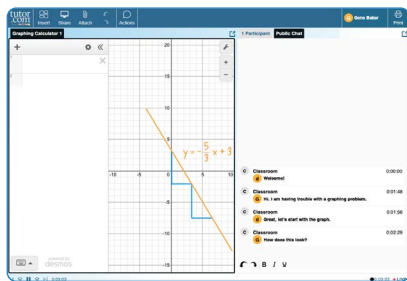 tutor
.com
Insert
Share
Attach
Actions
Gene Baker
Print
Graphing Calculator 1
1 Participant
Public Chat
1
2
20
15
10
5
-10
-5
5
10
-5
-10
-15
y = -5/3 x + 3
powered by
desmos
C Classroom 0:00:00
Welcome!
C Classroom 0:01:48
G Hi. I am having trouble with a graphing problem.
C Classroom 0:01:56
Great, let's start with the graph.
C Classroom 0:02:29
G How does this look?
B I U